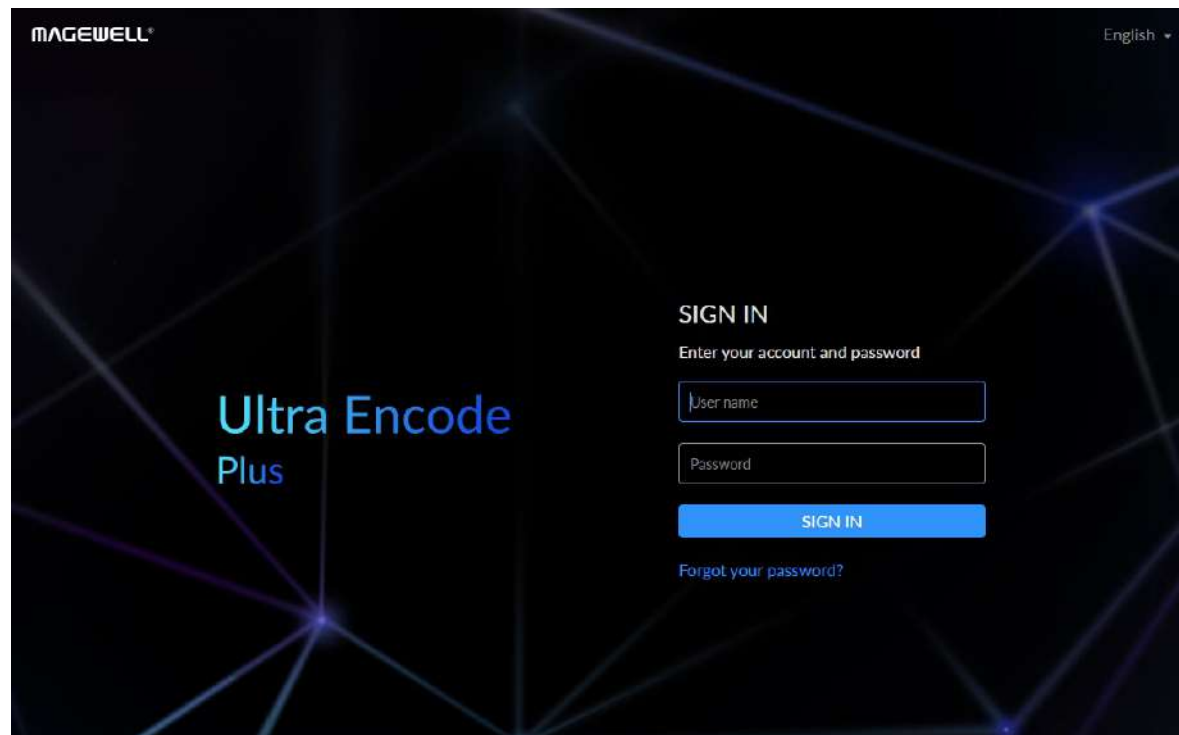 MAGEWELL®
English
SIGN IN
Enter your account and password
User name
Password
SIGN IN
Forgot your password?
Ultra Encode
Plus